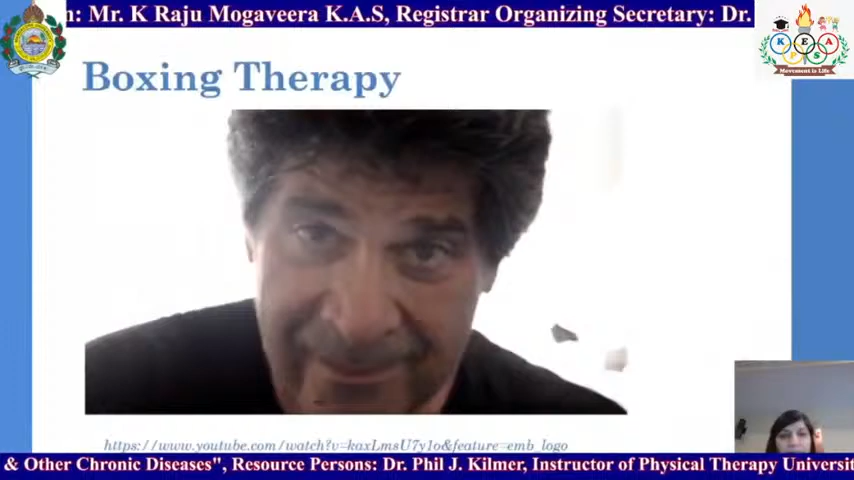 n: Mr. K Raju Mogaveera K.A.S, Registrar Organizing Secretary: Dr.
K E A
P S
Movement is Life
Boxing Therapy
https://www.youtube.com/watch?v=kaxLmsU7y1o&feature=emb_logo
& Other Chronic Diseases", Resource Persons: Dr. Phil J. Kilmer, Instructor of Physical Therapy Universit